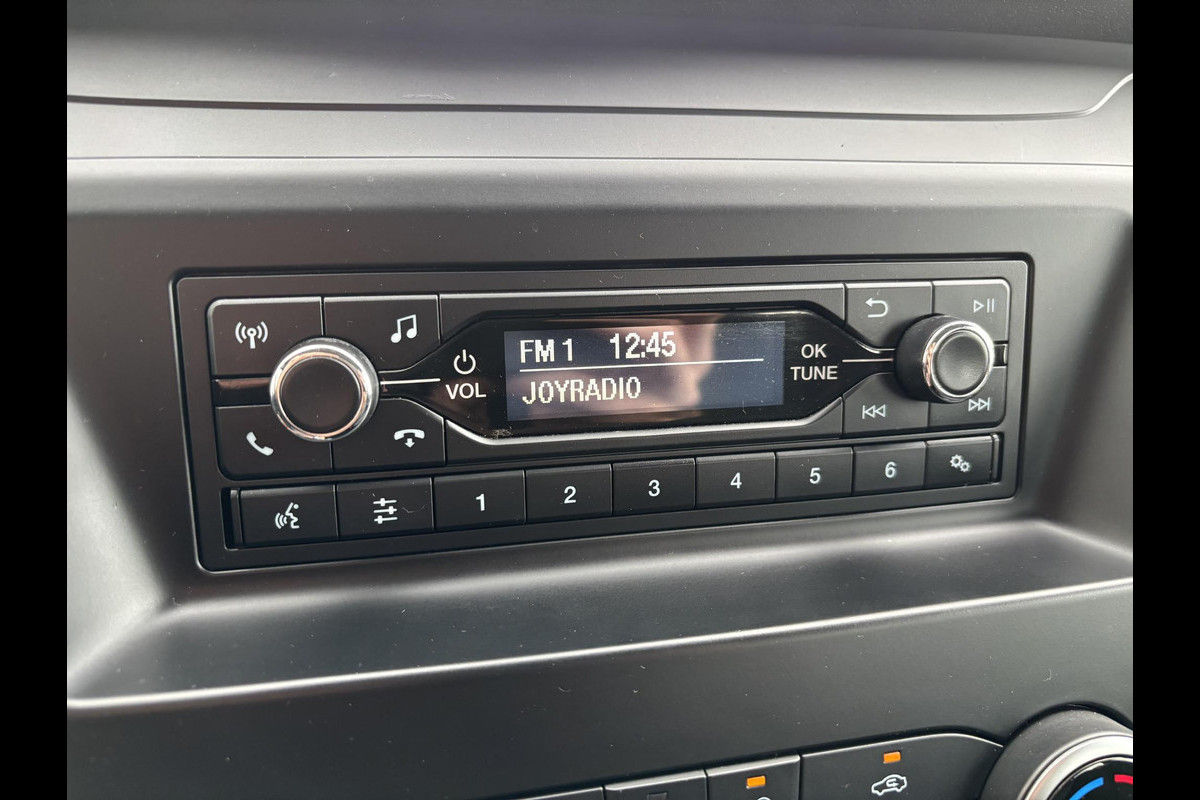 FM 1 12:45
JOYRADIO
VOL
OK
TUNE
1 2 3 4 5 6